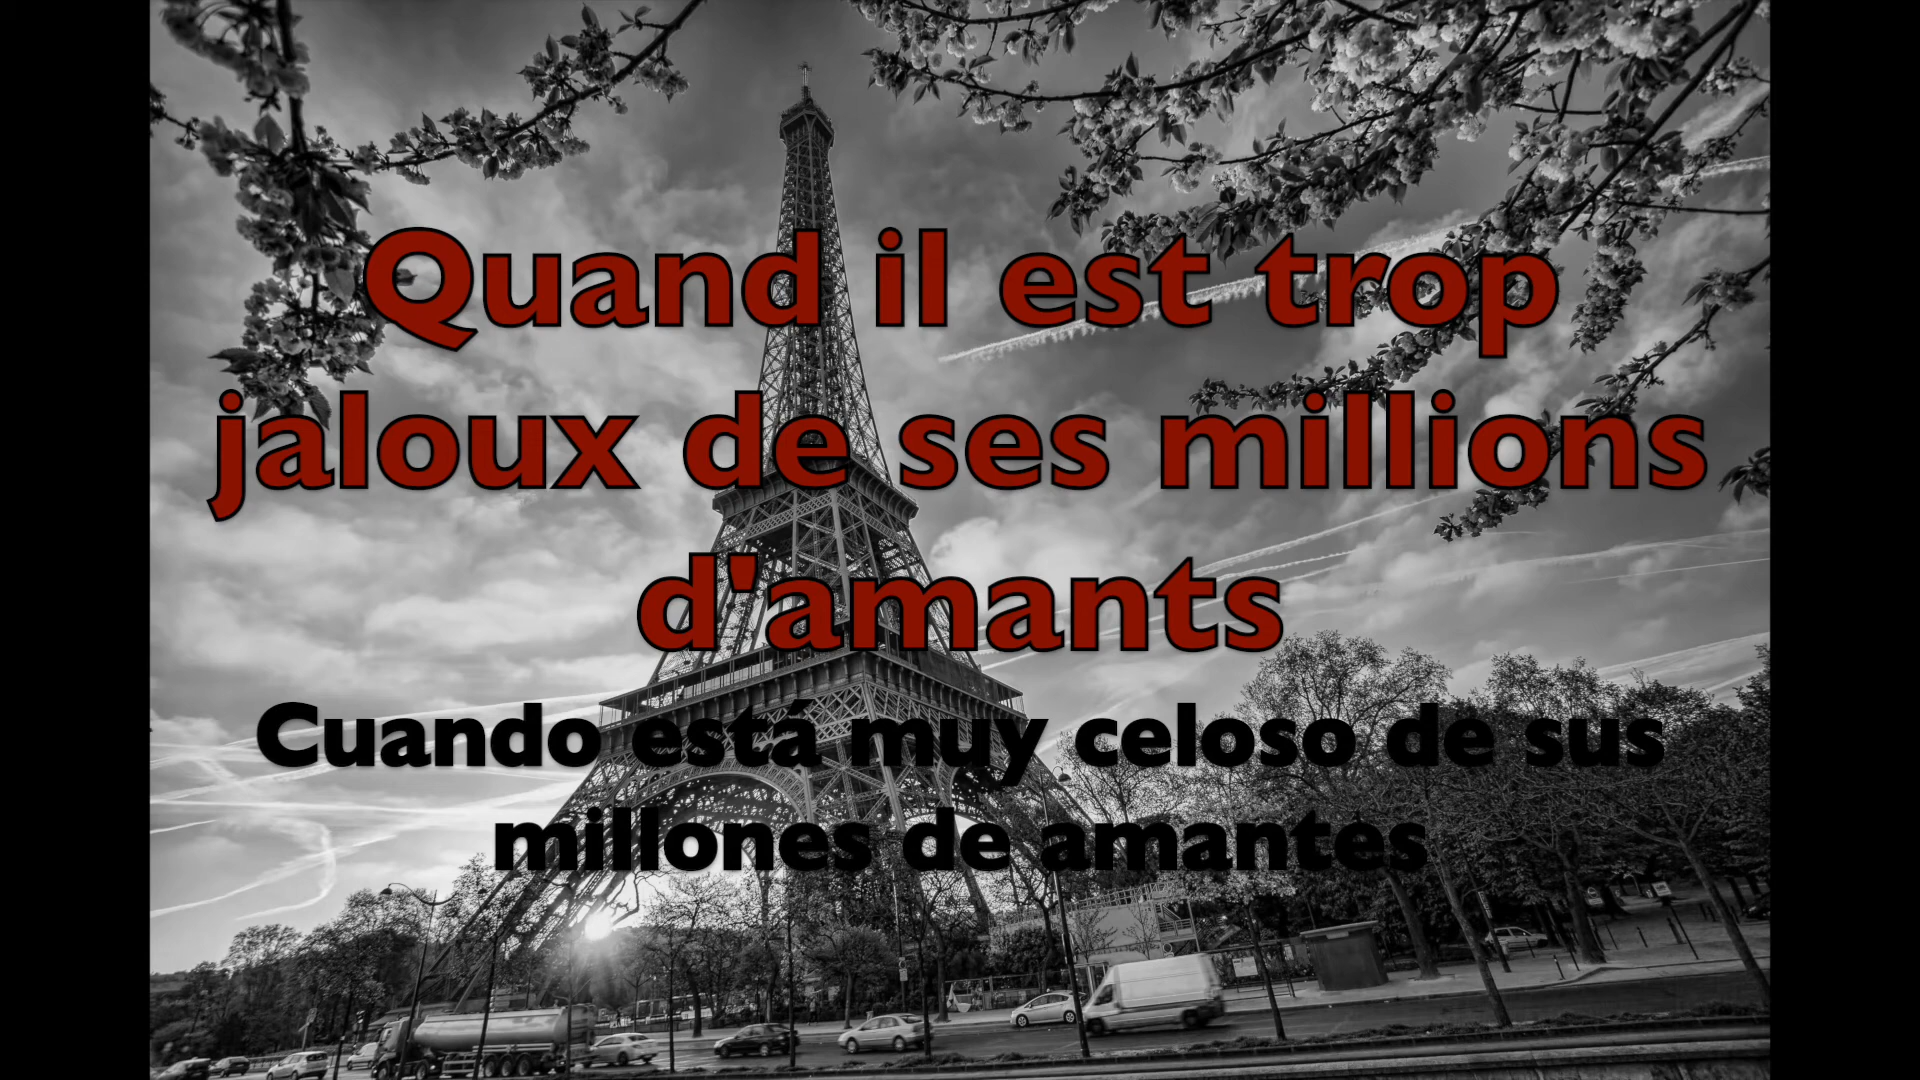 Quand il est trop
jaloux de ses millions
d'amants
Cuando está muy celoso de sus
millones de amantes